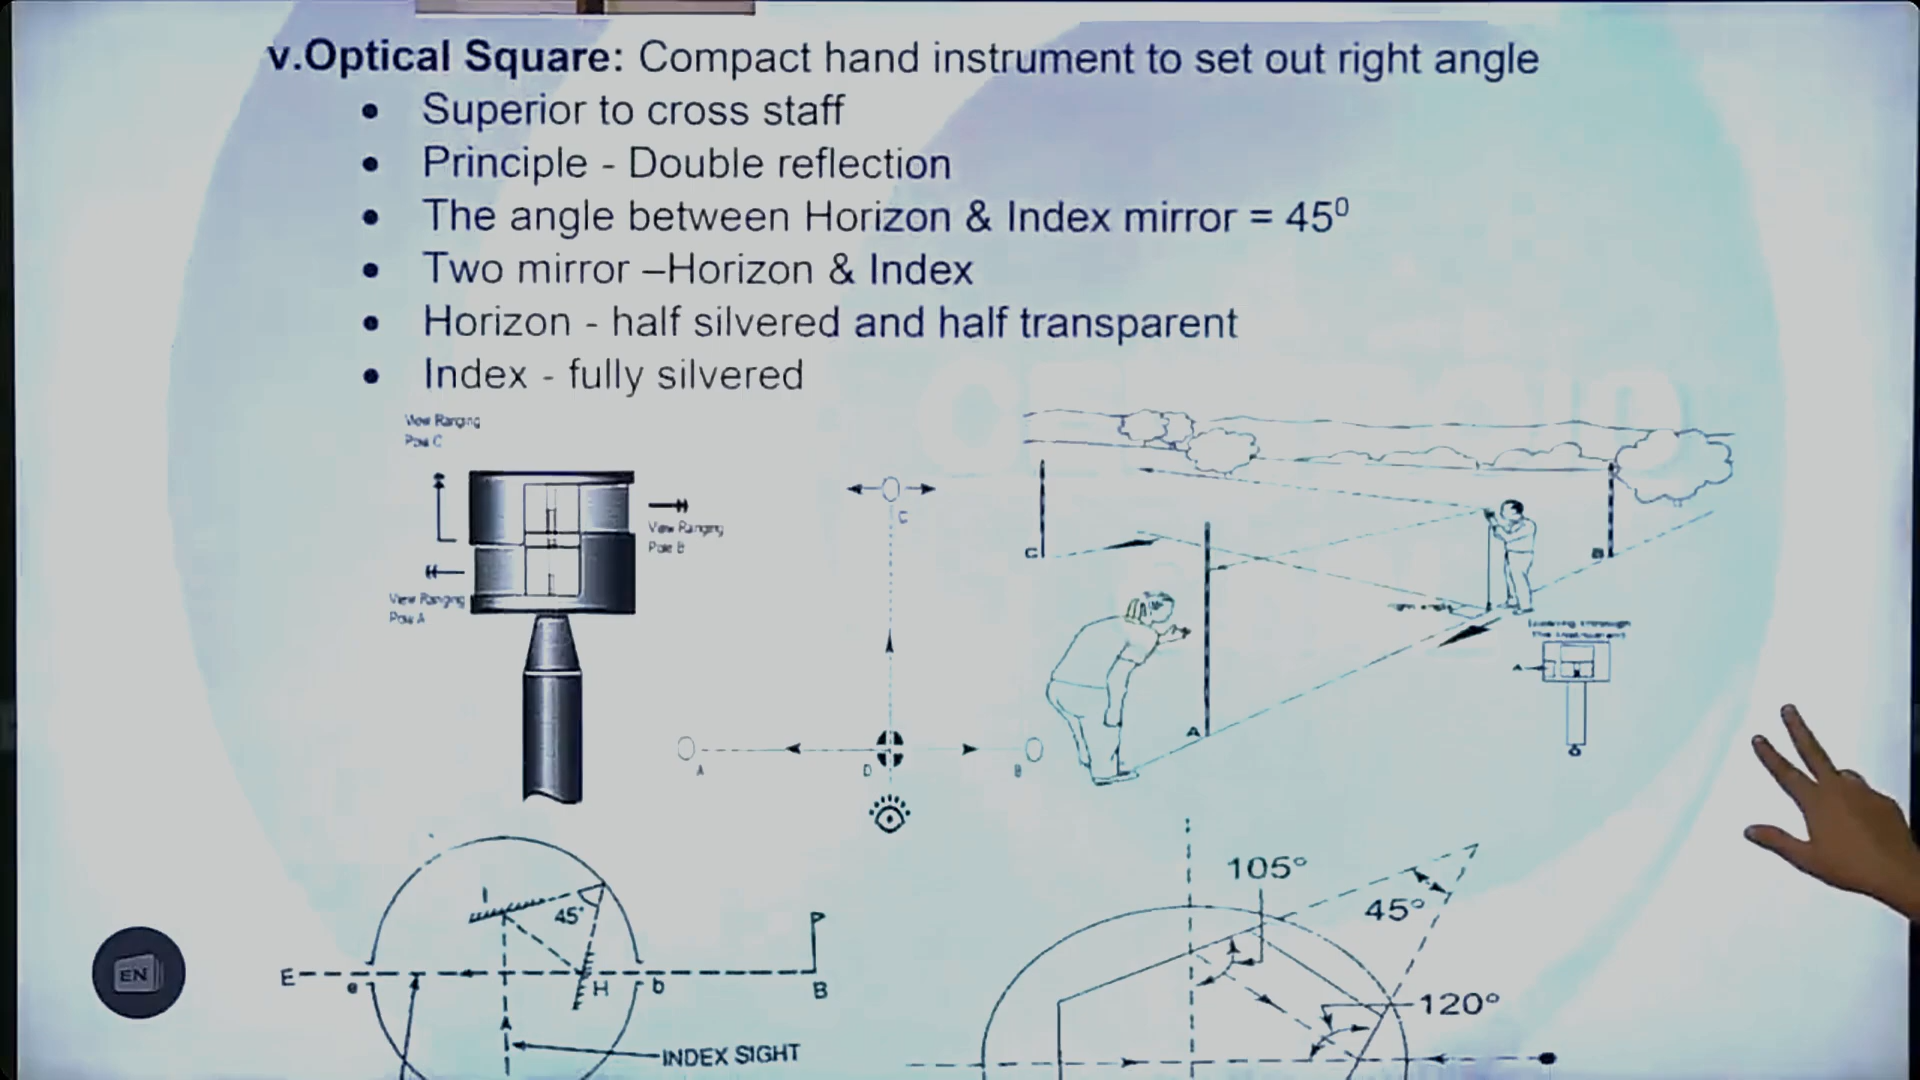 v.Optical Square: Compact hand instrument to set out right angle
• Superior to cross staff
• Principle - Double reflection
• The angle between Horizon & Index mirror = 45⁰
• Two mirror –Horizon & Index
• Horizon - half silvered and half transparent
• Index - fully silvered
View Ranging
Pole C
View Ranging
Pole B
View Ranging
Pole A
C
A
D
B
C
B
A
A
105°
45°
120°
I
45°
E
e
H
b
B
INDEX SIGHT
EN